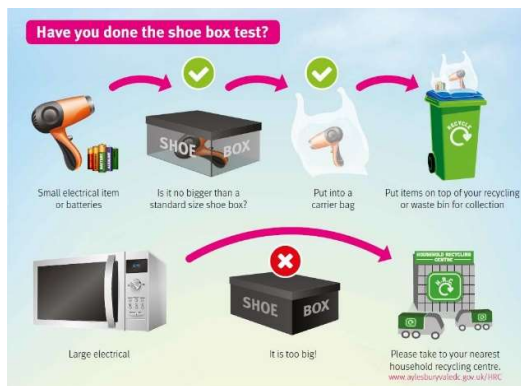 Have you done the shoe box test?
SHOE BOX
RECYCLE
Small electrical item
or batteries
Is it no bigger than a
standard size shoe box?
Put into a
carrier bag
Put items on top of your recycling
or waste bin for collection
HOUSEHOLD RECYCLING
CENTRE
SHOE BOX
Large electrical
It is too big!
Please take to your nearest
household recycling centre.
www.aylesburyvaledc.gov.uk/HRC